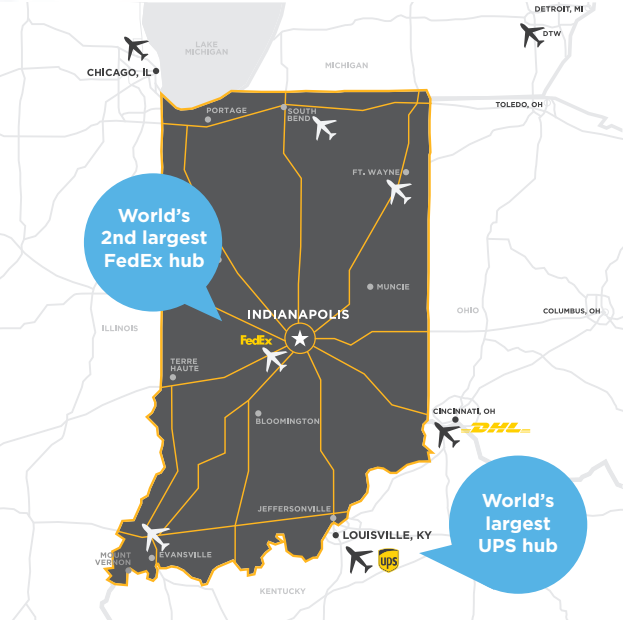 DETROIT, MI
DTW
LAKE
MICHIGAN
MICHIGAN
CHICAGO, IL
TOLEDO, OH
PORTAGE
SOUTH
BEND
FT. WAYNE
World's
2nd largest
FedEx hub
MUNCIE
INDIANAPOLIS
OHIO
COLUMBUS, OH
ILLINOIS
FedEx
TERRE
HAUTE
CINCINNATI, OH
DHL
BLOOMINGTON
World's
largest
UPS hub
JEFFERSONVILLE
LOUISVILLE, KY
MOUNT
VERNON
EVANSVILLE
ups
KENTUCKY